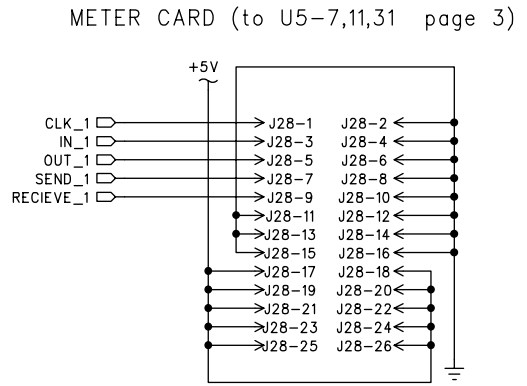 METER CARD (to U5-7,11,31 page 3)
+5V
CLK_1 J28-1 J28-2
IN_1 J28-3 J28-4
OUT_1 J28-5 J28-6
SEND_1 J28-7 J28-8
RECIEVE_1 J28-9 J28-10
J28-11 J28-12
J28-13 J28-14
J28-15 J28-16
J28-17 J28-18
J28-19 J28-20
J28-21 J28-22
J28-23 J28-24
J28-25 J28-26